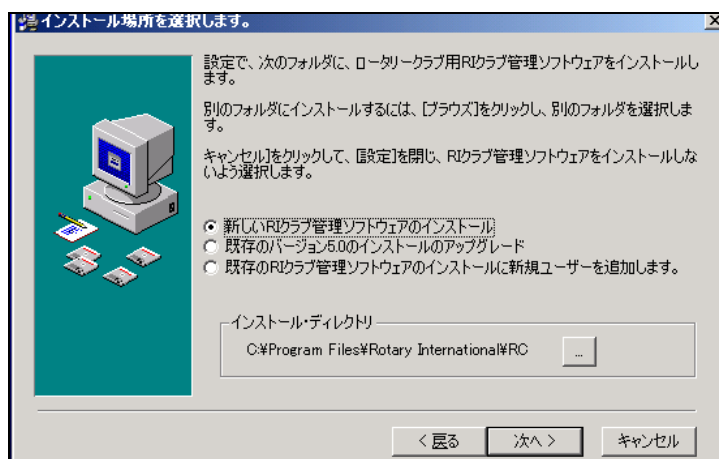 インストール場所を選択します。
設定で、次のフォルダに、ロータリークラブ用RIクラブ管理ソフトウェアをインストールし
ます。
別のフォルダにインストールするには、[ブラウズ]をクリックし、別のフォルダを選択しま
す。
キャンセル]をクリックして、[設定]を閉じ、RIクラブ管理ソフトウェアをインストールしな
いよう選択します。
新しいRIクラブ管理ソフトウェアのインストール
既存のバージョン5.0のインストールのアップグレード
既存のRIクラブ管理ソフトウェアのインストールに新規ユーザーを追加します。
インストール・ディレクトリ
C:¥Program Files¥Rotary International¥RC ...
< 戻る 次へ > キャンセル